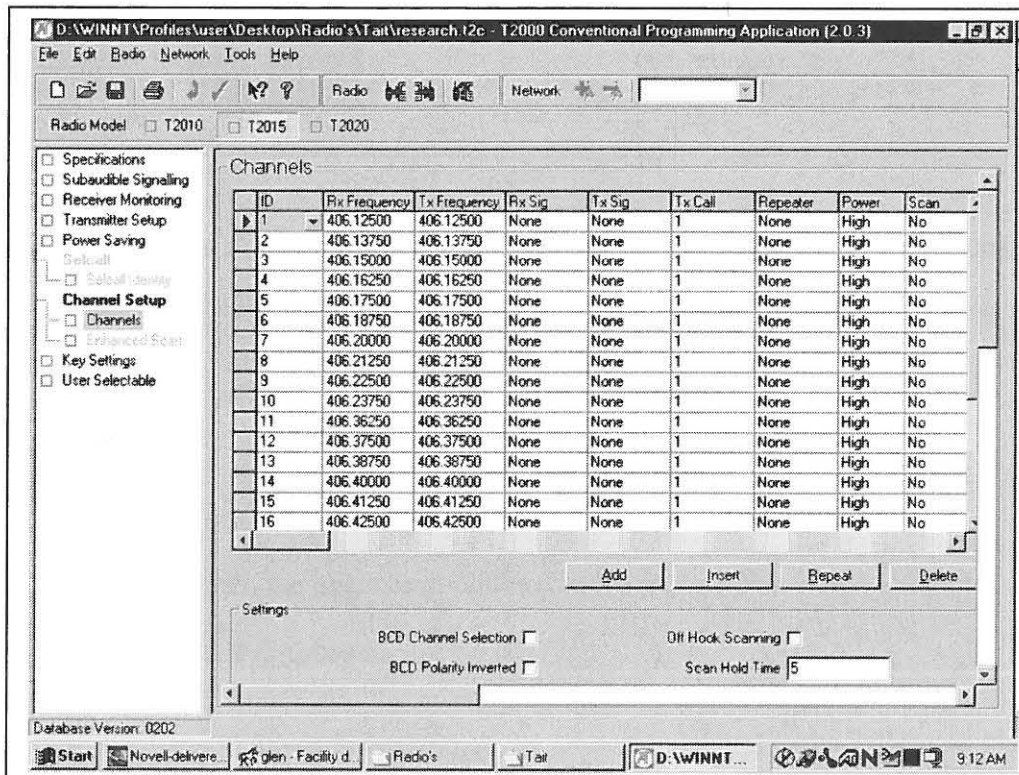 D:\WINNT\Profiles\user\Desktop\Radio's\Tait\research.t2c - T2000 Conventional Programming Application (2.0.3)
File Edit Radio Network Tools Help
Radio Network
Radio Model T2010 T2015 T2020
Specifications
Subaudible Signalling
Receiver Monitoring
Transmitter Setup
Power Saving
Selcall
Selcall Identity
Channel Setup
Channels
Enhanced Scan
Key Settings
User Selectable
Channels
ID Rx Frequency Tx Frequency Rx Sig Tx Sig Tx Call Repeater Power Scan
1 406.12500 406.12500 None None 1 None High No
2 406.13750 406.13750 None None 1 None High No
3 406.15000 406.15000 None None 1 None High No
4 406.16250 406.16250 None None 1 None High No
5 406.17500 406.17500 None None 1 None High No
6 406.18750 406.18750 None None 1 None High No
7 406.20000 406.20000 None None 1 None High No
8 406.21250 406.21250 None None 1 None High No
9 406.22500 406.22500 None None 1 None High No
10 406.23750 406.23750 None None 1 None High No
11 406.36250 406.36250 None None 1 None High No
12 406.37500 406.37500 None None 1 None High No
13 406.38750 406.38750 None None 1 None High No
14 406.40000 406.40000 None None 1 None High No
15 406.41250 406.41250 None None 1 None High No
16 406.42500 406.42500 None None 1 None High No
Add Insert Repeat Delete
Settings
BCD Channel Selection Off Hook Scanning
BCD Polarity Inverted Scan Hold Time 5
Database Version: 0202
Start Novell-delivere... glen - Facility d... Radio's Tait D:\WINNT... 9:12 AM